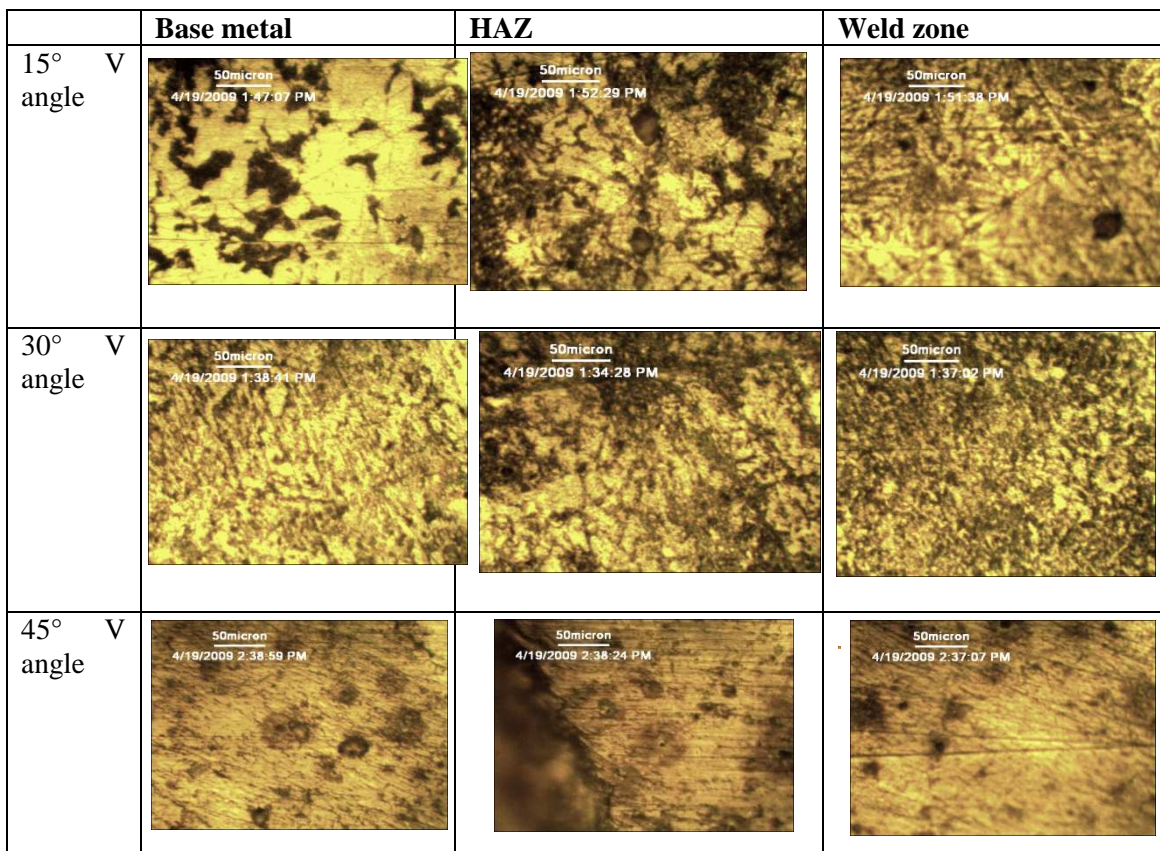 Base metal
HAZ
Weld zone
15° V
angle
50micron
4/19/2009 1:47:07 PM
50micron
4/19/2009 1:52:29 PM
50micron
4/19/2009 1:51:38 PM
30° V
angle
50micron
4/19/2009 1:38:41 PM
50micron
4/19/2009 1:34:28 PM
50micron
4/19/2009 1:37:02 PM
45° V
angle
50micron
4/19/2009 2:38:59 PM
50micron
4/19/2009 2:38:24 PM
50micron
4/19/2009 2:37:07 PM